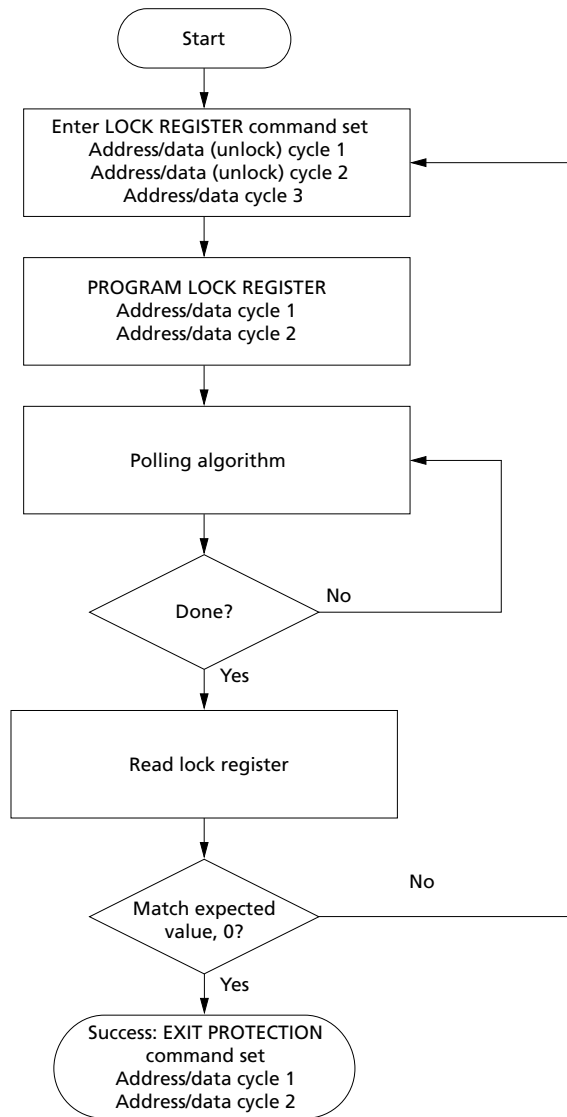 Start
Enter LOCK REGISTER command set
Address/data (unlock) cycle 1
Address/data (unlock) cycle 2
Address/data cycle 3
PROGRAM LOCK REGISTER
Address/data cycle 1
Address/data cycle 2
Polling algorithm
Done?
No
Yes
Read lock register
Match expected
value, 0?
No
Yes
Success: EXIT PROTECTION
command set
Address/data cycle 1
Address/data cycle 2